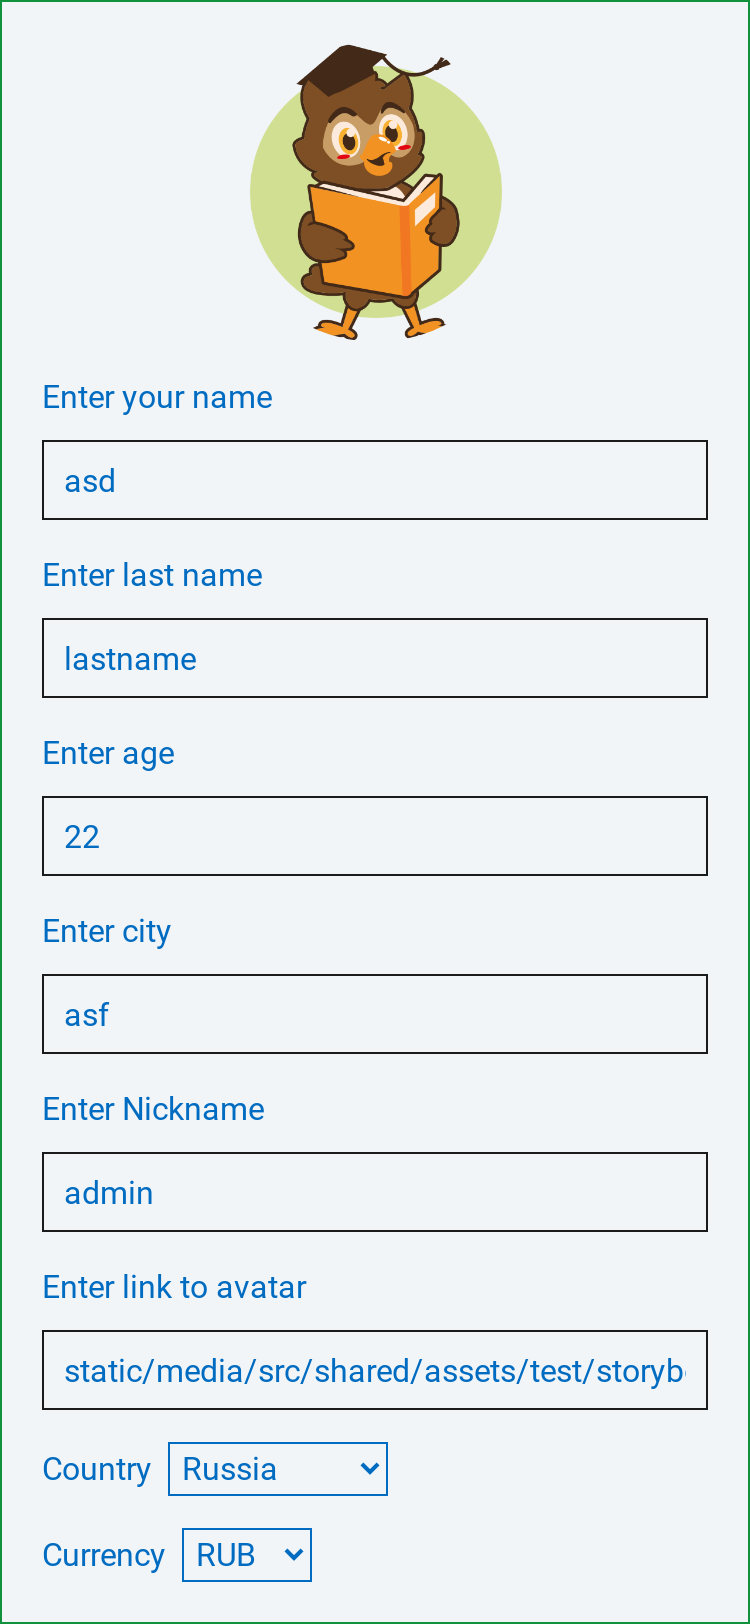 Enter your name
asd
Enter last name
lastname
Enter age
22
Enter city
asf
Enter Nickname
admin
Enter link to avatar
static/media/src/shared/assets/test/storyb
Country Russia
Currency RUB